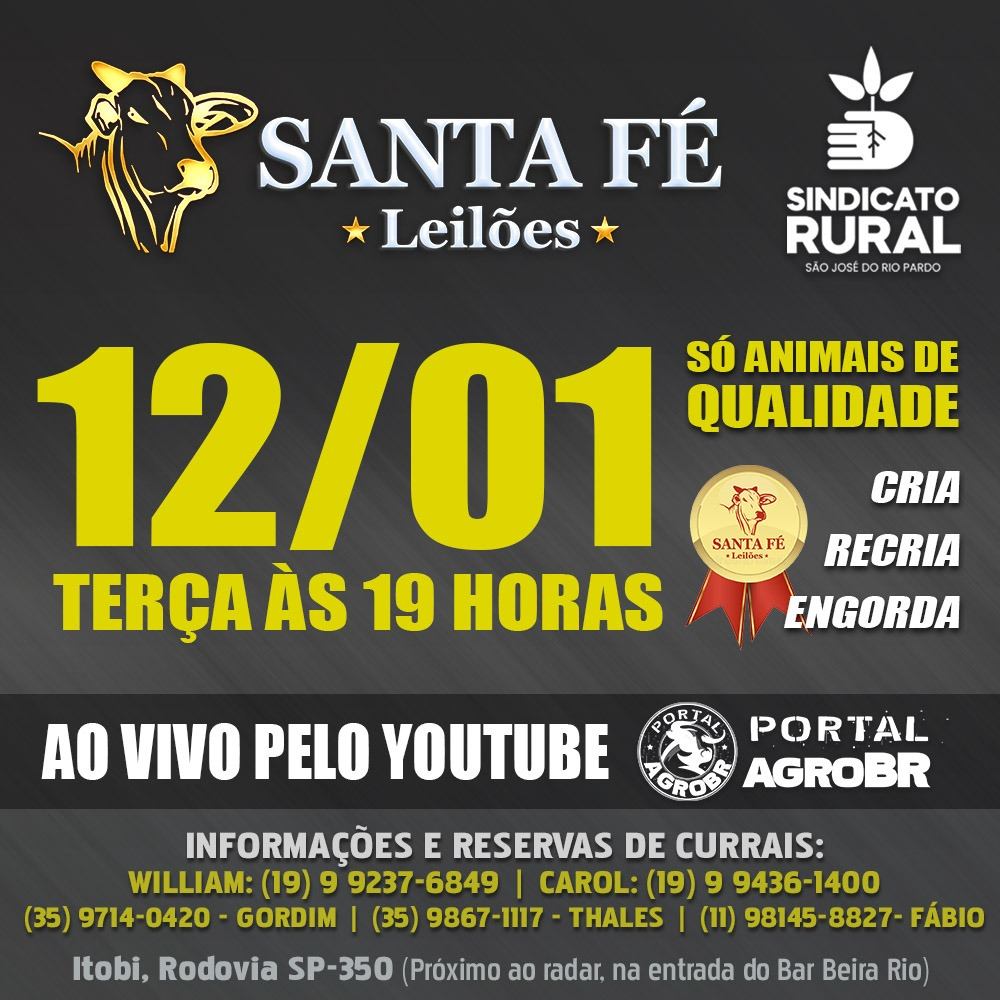 SANTA FÉ
Leilões
SINDICATO
RURAL
SÃO JOSÉ DO RIO PARDO
12/01
TERÇA ÀS 19 HORAS
SÓ ANIMAIS DE
QUALIDADE
SANTA FÉ
Leilões
CRIA
RECRIA
ENGORDA
AO VIVO PELO YOUTUBE
PORTAL
AGROBR
PORTAL
AGROBR
INFORMAÇÕES E RESERVAS DE CURRAIS:
WILLIAM: (19) 9 9237-6849 | CAROL: (19) 9 9436-1400
(35) 9714-0420 - GORDIM | (35) 9867-1117 - THALES | (11) 98145-8827- FÁBIO
Itobi, Rodovia SP-350 (Próximo ao radar, na entrada do Bar Beira Rio)